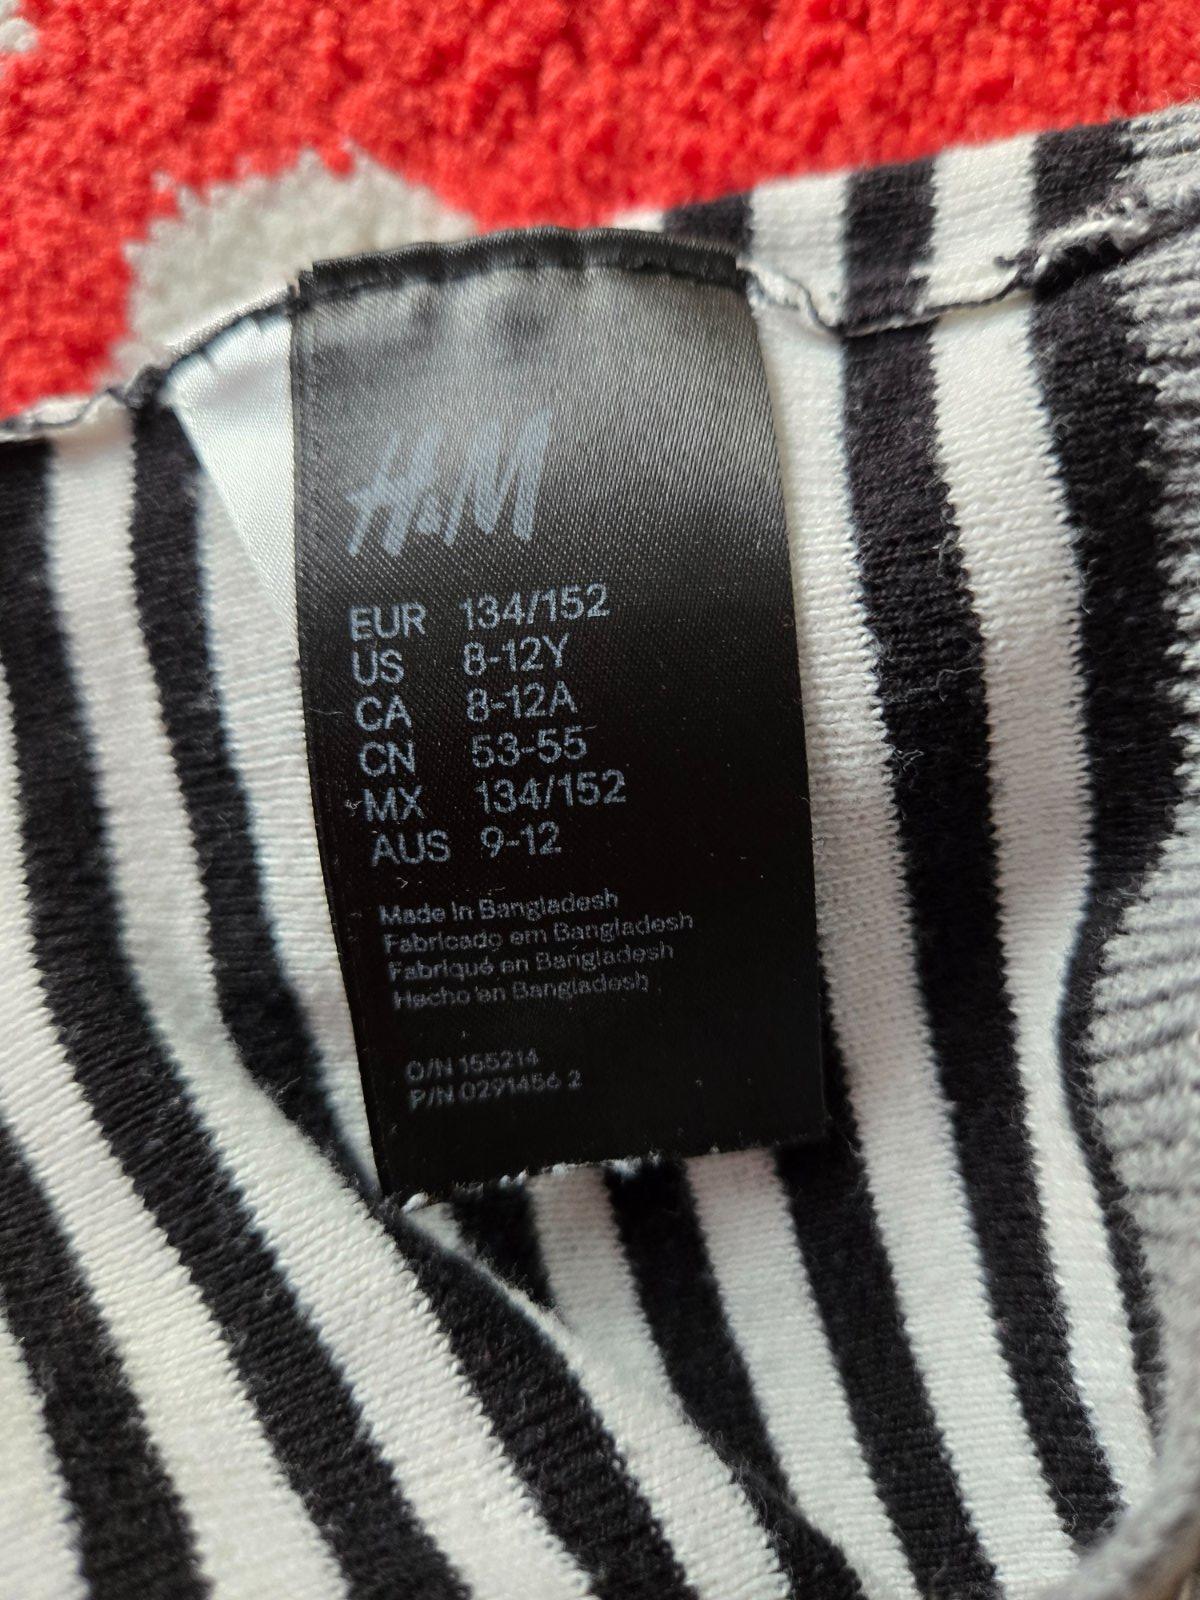 H&M
EUR 134/152
US 8-12Y
CA 8-12A
CN 53-55
MX 134/152
AUS 9-12
Made in Bangladesh
Fabricado em Bangladesh
Fabriqué en Bangladesh
Hecho en Bangladesh
O/N 155214
P/N 0291456 2